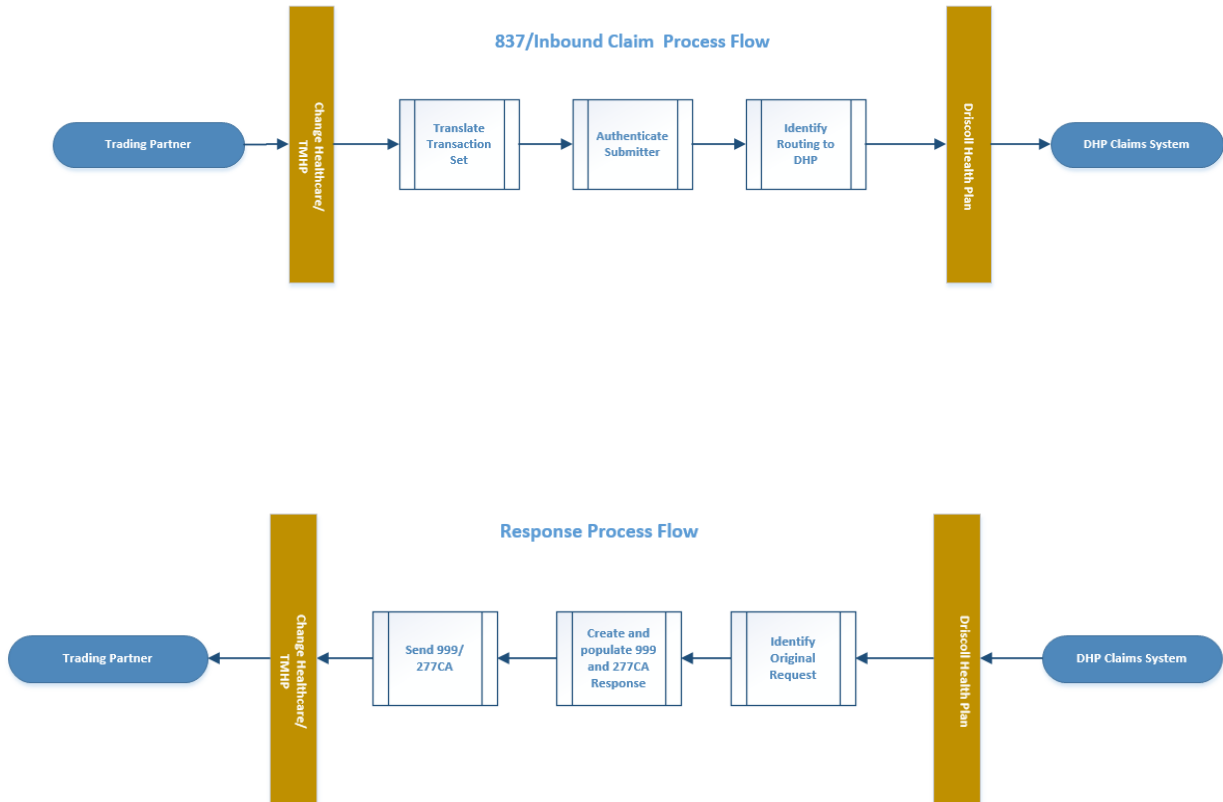 837/Inbound Claim Process Flow
Trading Partner
Change Healthcare/
TMHP
Translate
Transaction
Set
Authenticate
Submitter
Identify
Routing to
DHP
Driscoll Health Plan
DHP Claims System
Response Process Flow
Trading Partner
Change Healthcare/
TMHP
Send 999/
277CA
Create and
populate 999
and 277CA
Response
Identify
Original
Request
Driscoll Health Plan
DHP Claims System